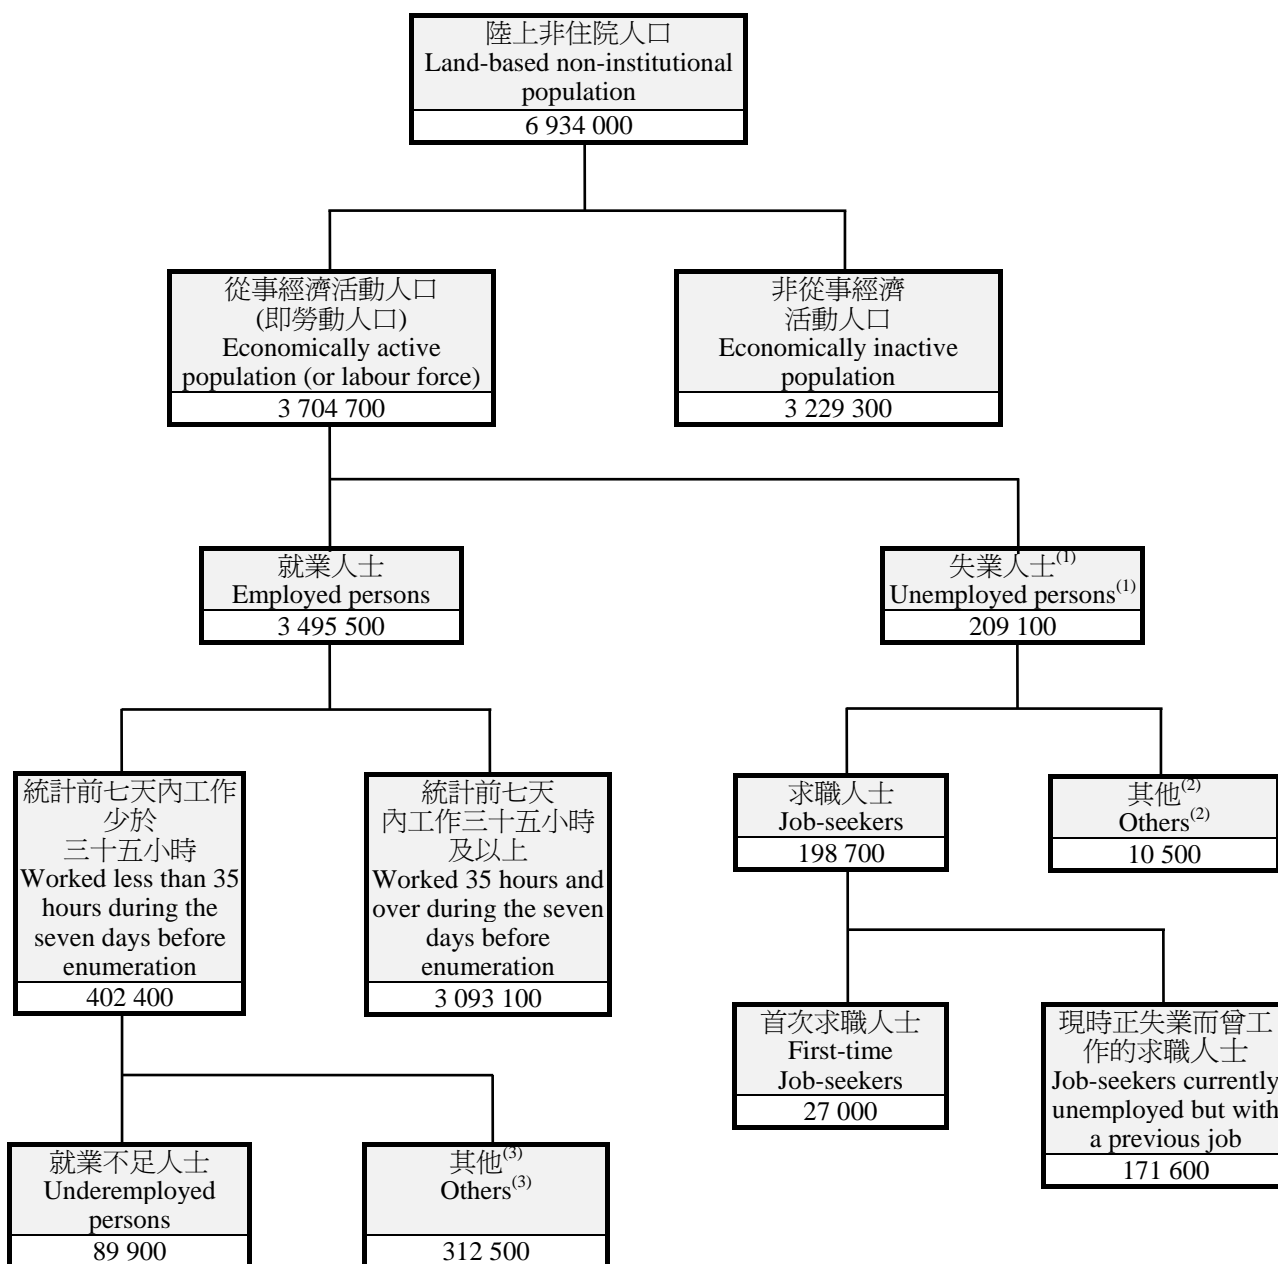 陸上非住院人口
Land-based non-institutional
population
6 934 000
從事經濟活動人口
(即勞動人口)
Economically active
population (or labour force)
3 704 700
非從事經濟
活動人口
Economically inactive
population
3 229 300
就業人士
Employed persons
3 495 500
失業人士(1)
Unemployed persons(1)
209 100
統計前七天內工作
少於
三十五小時
Worked less than 35
hours during the
seven days before
enumeration
402 400
統計前七天
內工作三十五小時
及以上
Worked 35 hours and
over during the seven
days before
enumeration
3 093 100
求職人士
Job-seekers
198 700
其他(2)
Others(2)
10 500
首次求職人士
First-time
Job-seekers
27 000
現時正失業而曾工
作的求職人士
Job-seekers currently
unemployed but with
a previous job
171 600
就業不足人士
Underemployed
persons
89 900
其他(3)
Others(3)
312 500